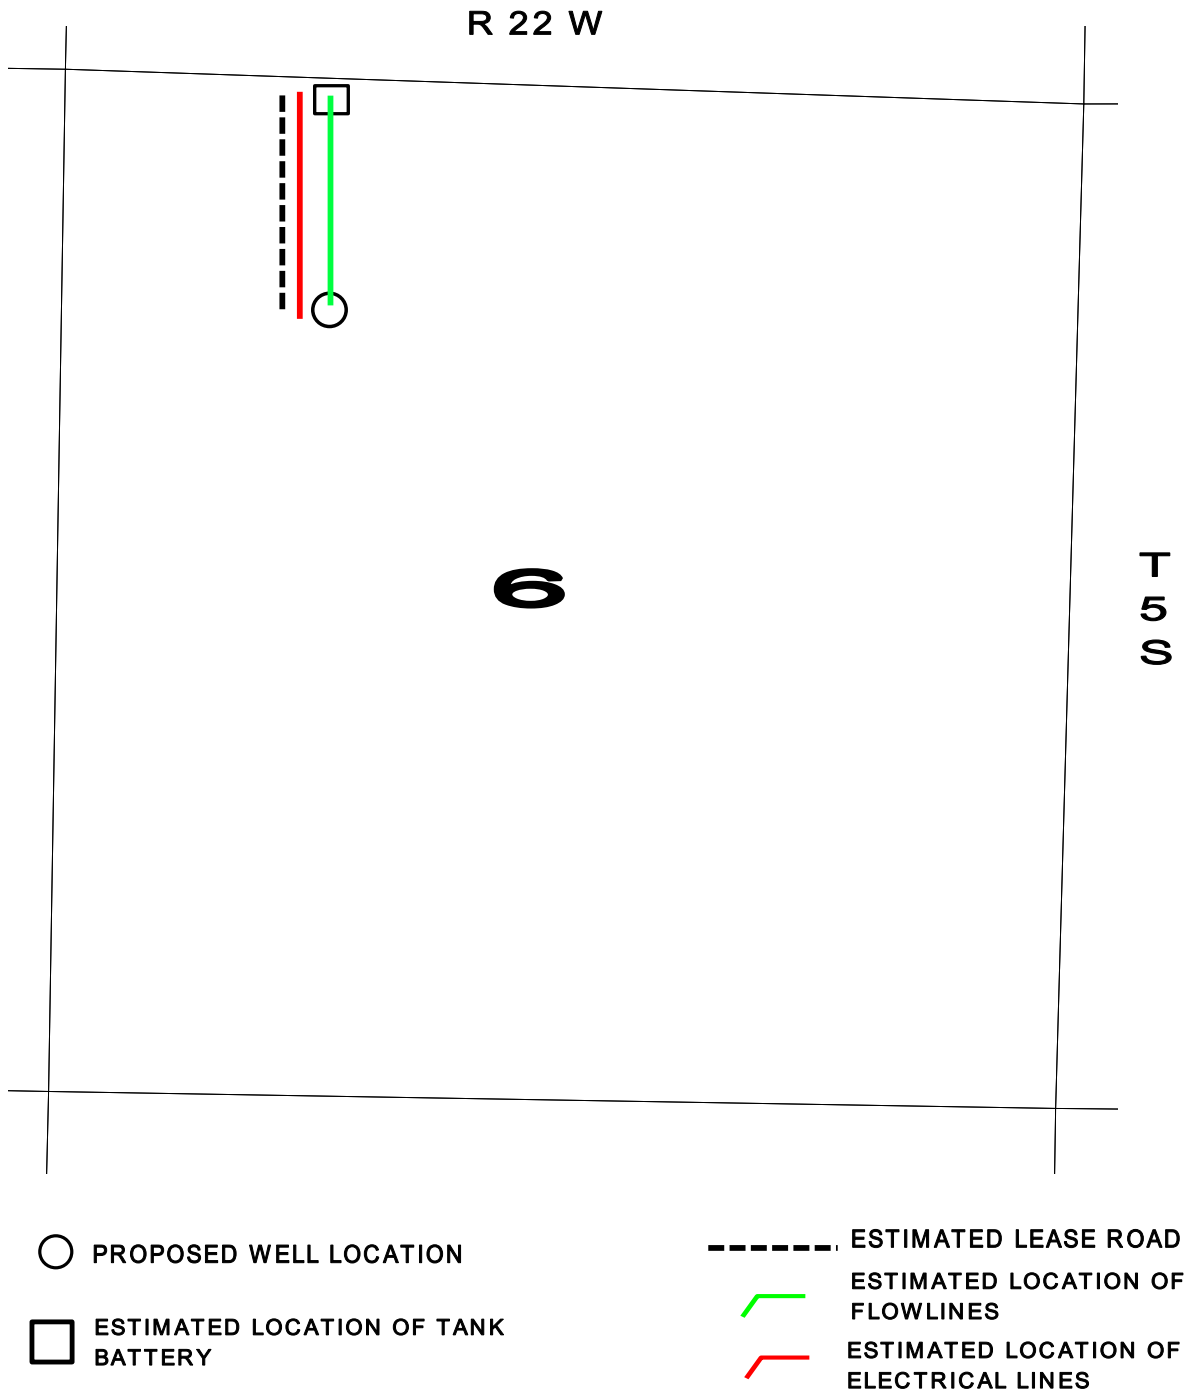 R 22 W
6
T
5
S
PROPOSED WELL LOCATION
ESTIMATED LOCATION OF TANK
BATTERY
ESTIMATED LEASE ROAD
ESTIMATED LOCATION OF
FLOWLINES
ESTIMATED LOCATION OF
ELECTRICAL LINES